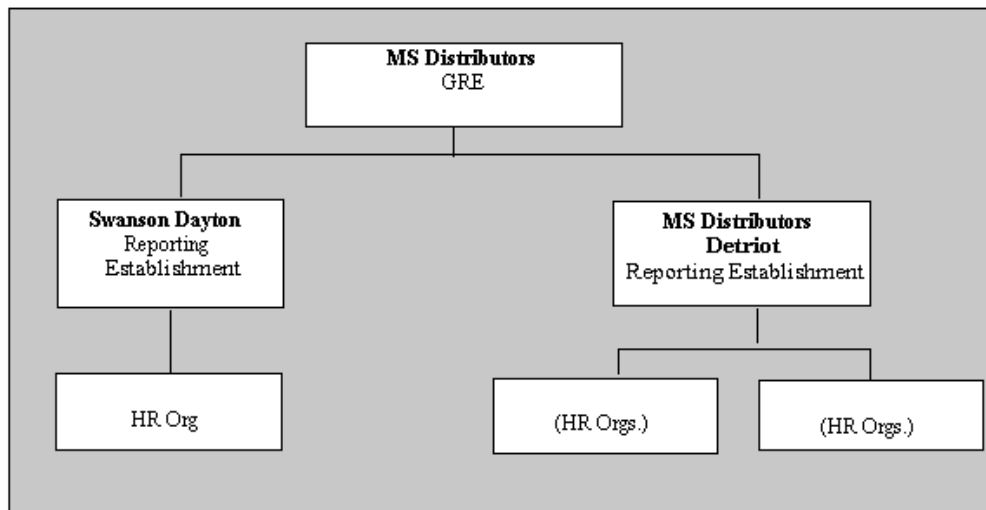 MS Distributors
GRE
Swanson Dayton
Reporting
Establishment
MS Distributors
Detriot
Reporting Establishment
HR Org
(HR Orgs.)
(HR Orgs.)